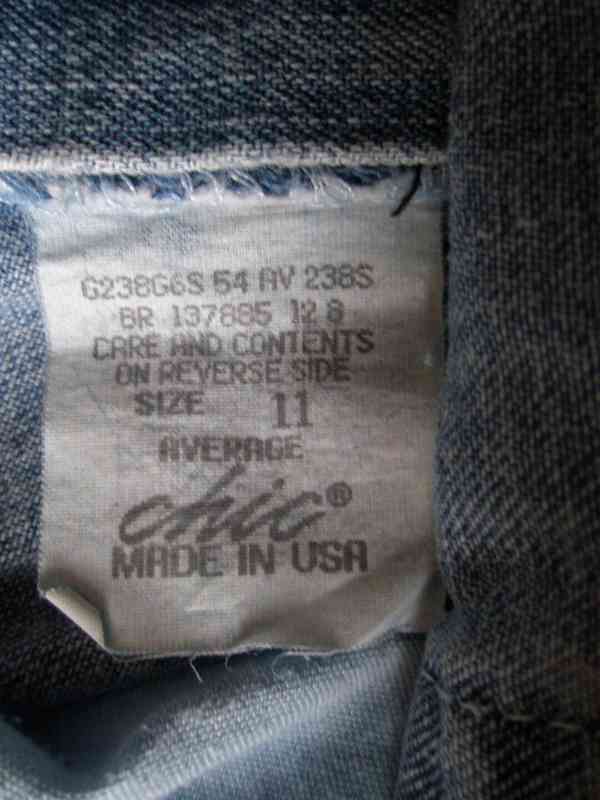 G238G6S 54 AV 238S
BR 137885 12 8
CARE AND CONTENTS
ON REVERSE SIDE
SIZE 11
AVERAGE
chic®
MADE IN USA